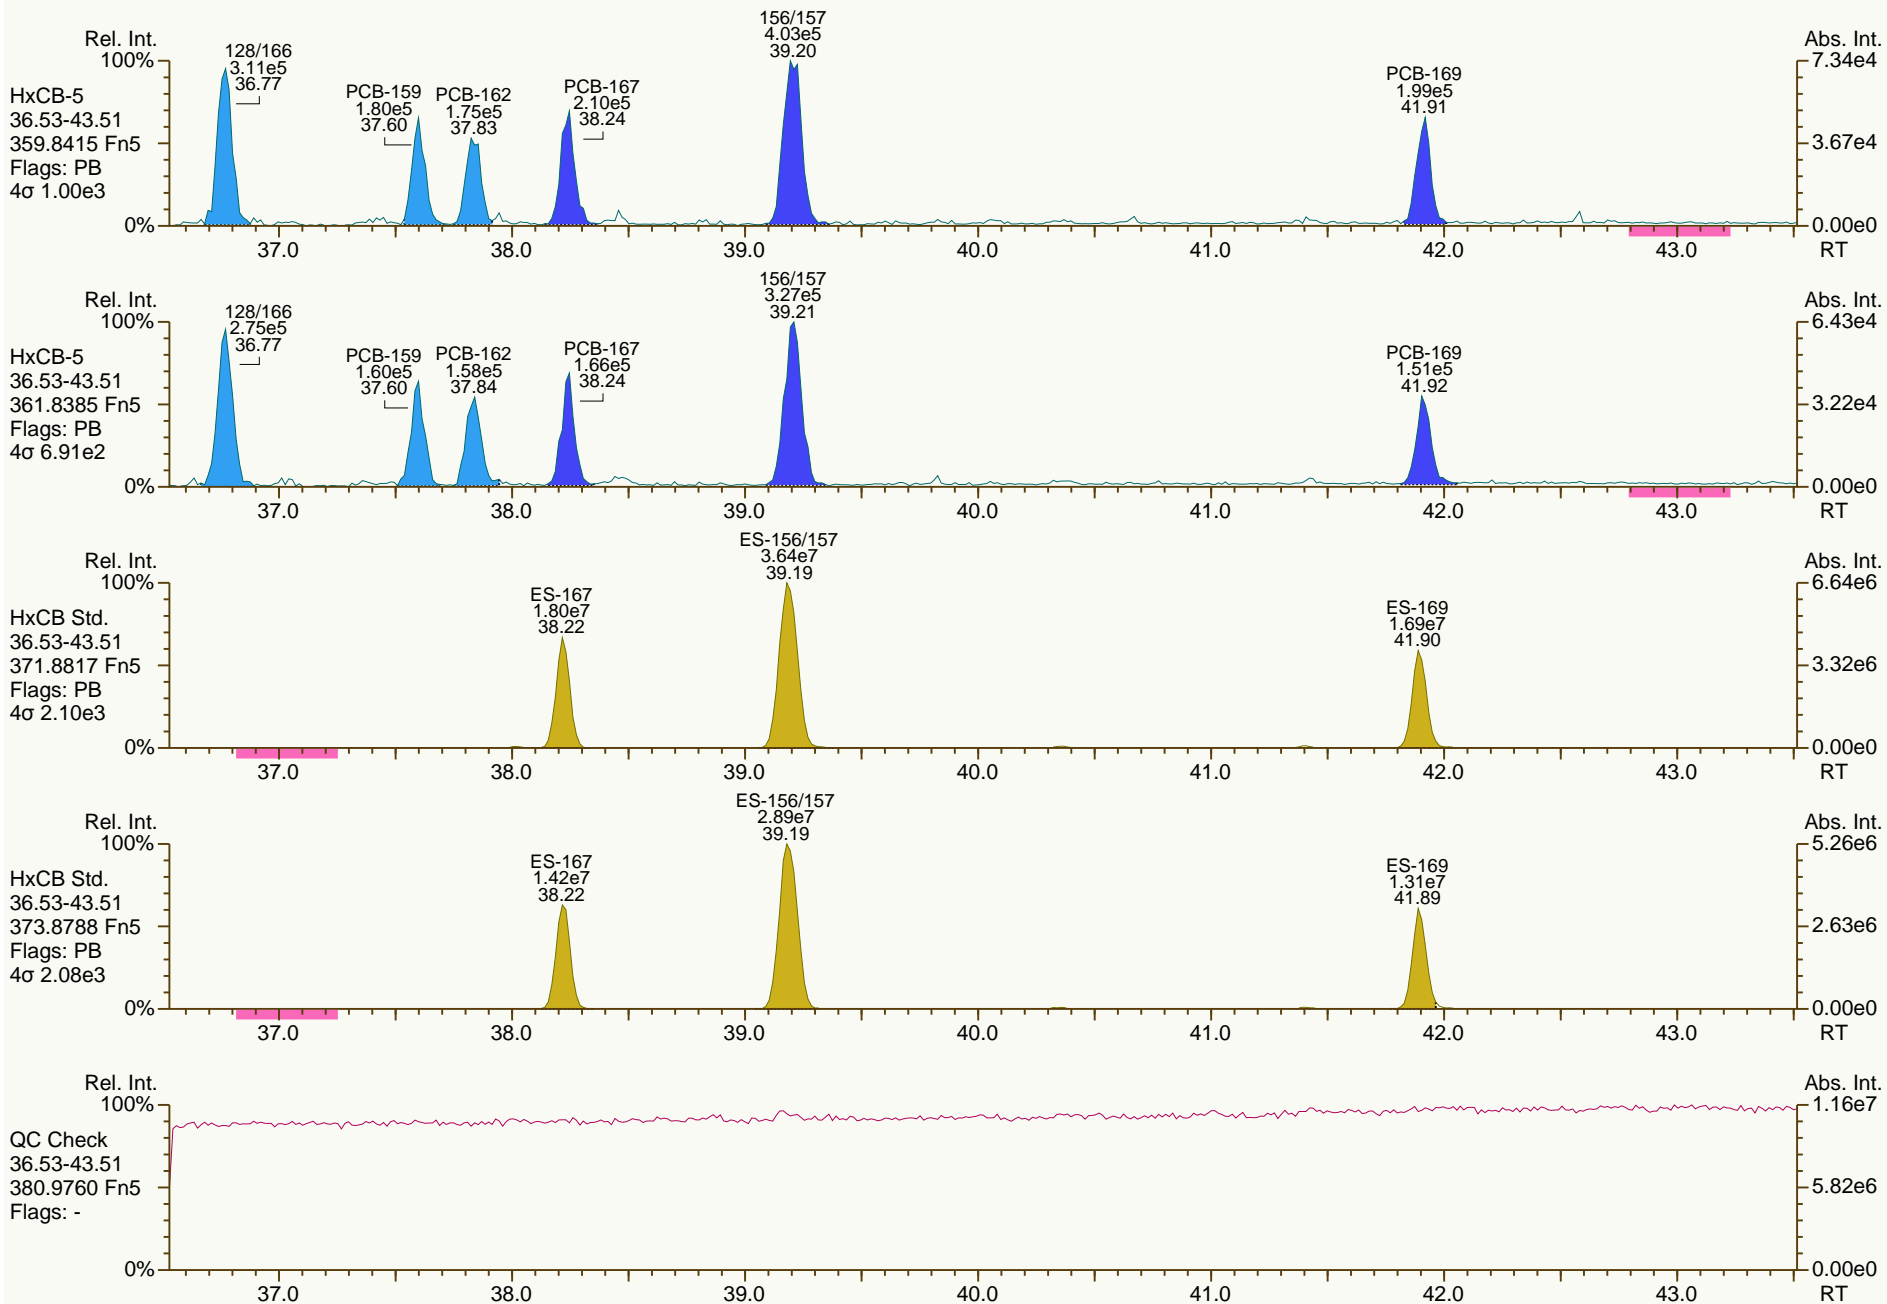 Rel. Int.
100%
0%
HxCB-5
36.53-43.51
359.8415 Fn5
Flags: PB
4σ 1.00e3
128/166
3.11e5
36.77
PCB-159
1.80e5
37.60
PCB-162
1.75e5
37.83
PCB-167
2.10e5
38.24
156/157
4.03e5
39.20
PCB-169
1.99e5
41.91
Abs. Int.
7.34e4
3.67e4
0.00e0
37.0 38.0 39.0 40.0 41.0 42.0 43.0 RT
Rel. Int.
100%
0%
HxCB-5
36.53-43.51
361.8385 Fn5
Flags: PB
4σ 6.91e2
128/166
2.75e5
36.77
PCB-159
1.60e5
37.60
PCB-162
1.58e5
37.84
PCB-167
1.66e5
38.24
156/157
3.27e5
39.21
PCB-169
1.51e5
41.92
Abs. Int.
6.43e4
3.22e4
0.00e0
37.0 38.0 39.0 40.0 41.0 42.0 43.0 RT
Rel. Int.
100%
0%
HxCB Std.
36.53-43.51
371.8817 Fn5
Flags: PB
4σ 2.10e3
ES-167
1.80e7
38.22
ES-156/157
3.64e7
39.19
ES-169
1.69e7
41.90
Abs. Int.
6.64e6
3.32e6
0.00e0
37.0 38.0 39.0 40.0 41.0 42.0 43.0 RT
Rel. Int.
100%
0%
HxCB Std.
36.53-43.51
373.8788 Fn5
Flags: PB
4σ 2.08e3
ES-167
1.42e7
38.22
ES-156/157
2.89e7
39.19
ES-169
1.31e7
41.89
Abs. Int.
5.26e6
2.63e6
0.00e0
37.0 38.0 39.0 40.0 41.0 42.0 43.0 RT
Rel. Int.
100%
0%
QC Check
36.53-43.51
380.9760 Fn5
Flags: -
Abs. Int.
1.16e7
5.82e6
0.00e0
37.0 38.0 39.0 40.0 41.0 42.0 43.0 RT